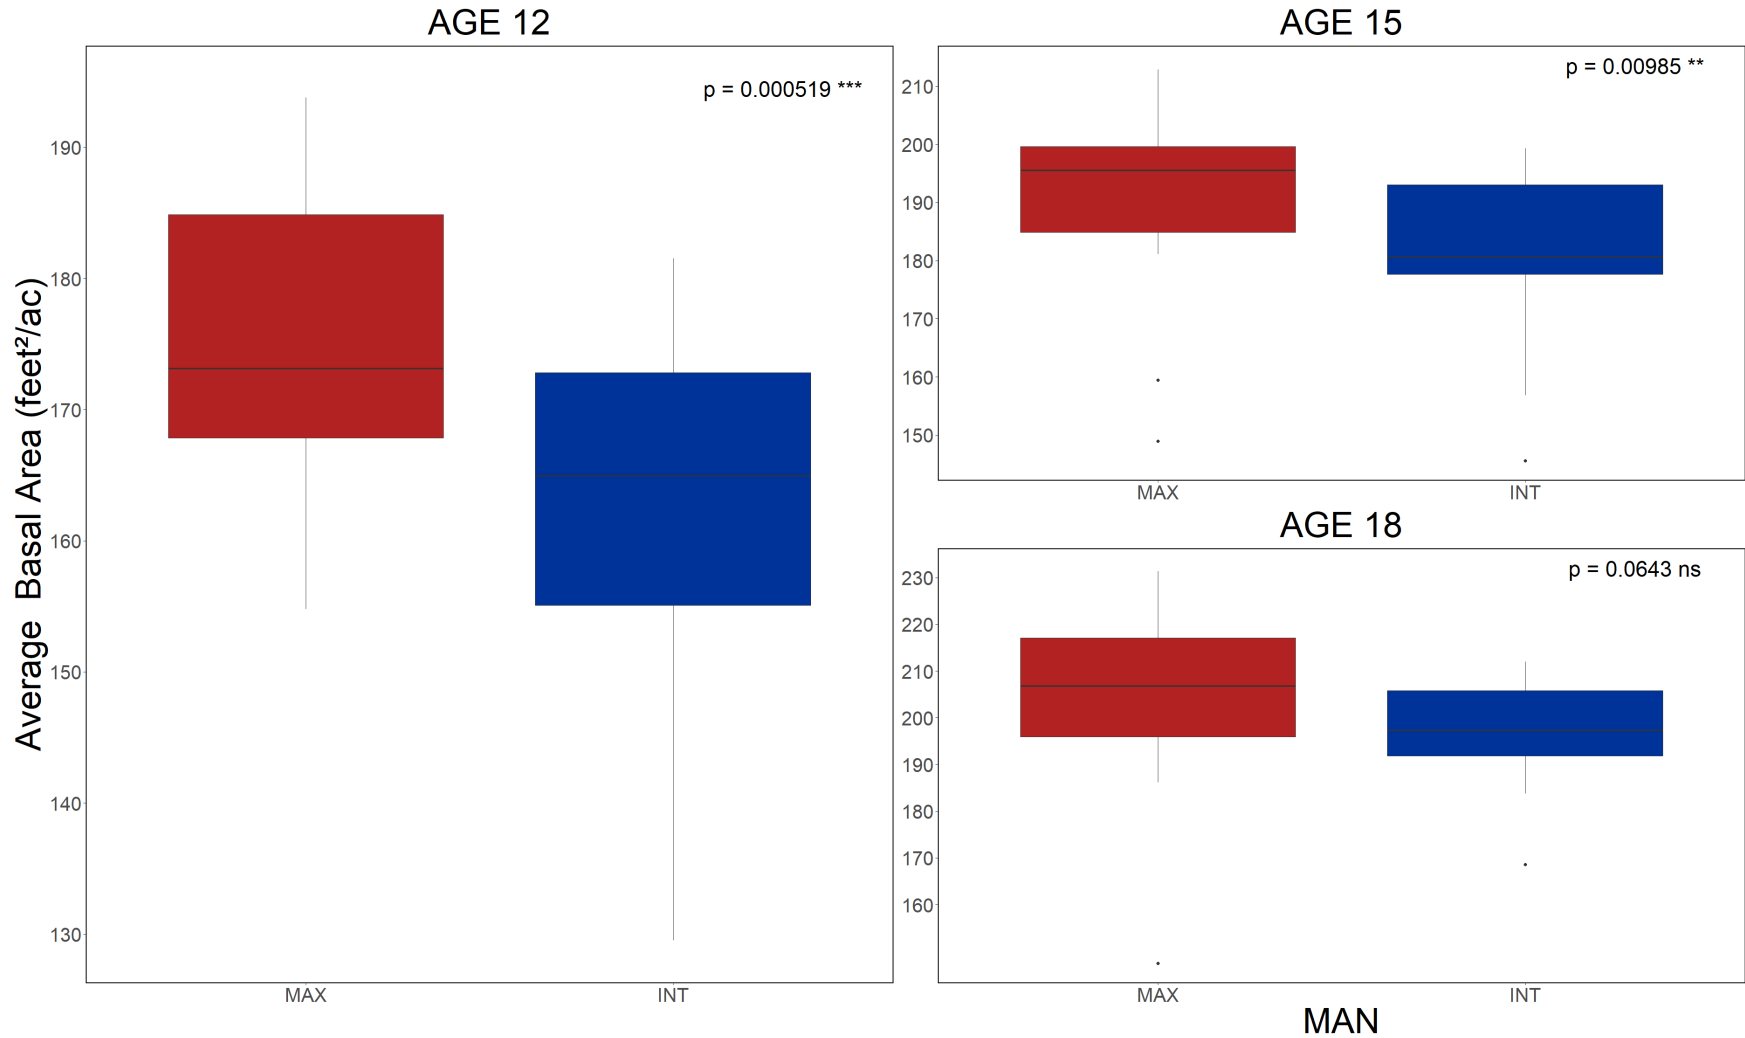 AGE 12
p = 0.000519 ***
Average  Basal Area (feet²/ac)
190
180
170
160
150
140
130
MAX INT
AGE 15
p = 0.00985 **
210
200
190
180
170
160
150
MAX INT
AGE 18
p = 0.0643 ns
230
220
210
200
190
180
170
160
MAX INT
MAN